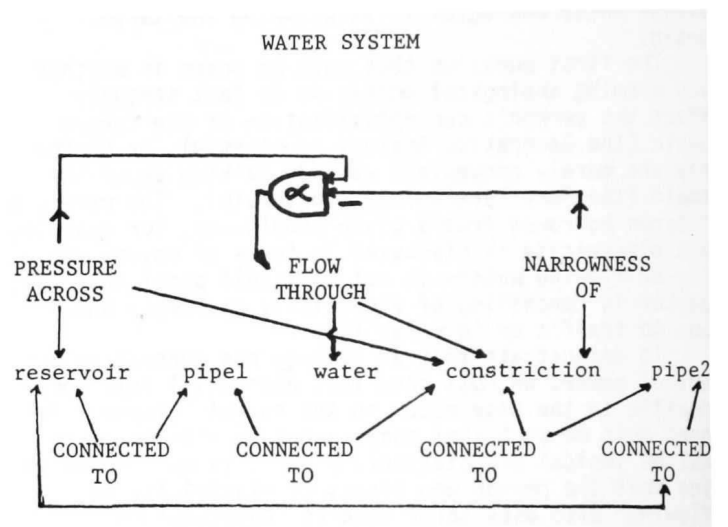 WATER SYSTEM
∝
−
PRESSURE ACROSS
FLOW THROUGH
NARROWNESS OF
reservoir pipe1 water constriction pipe2
CONNECTED TO
CONNECTED TO
CONNECTED TO
CONNECTED TO